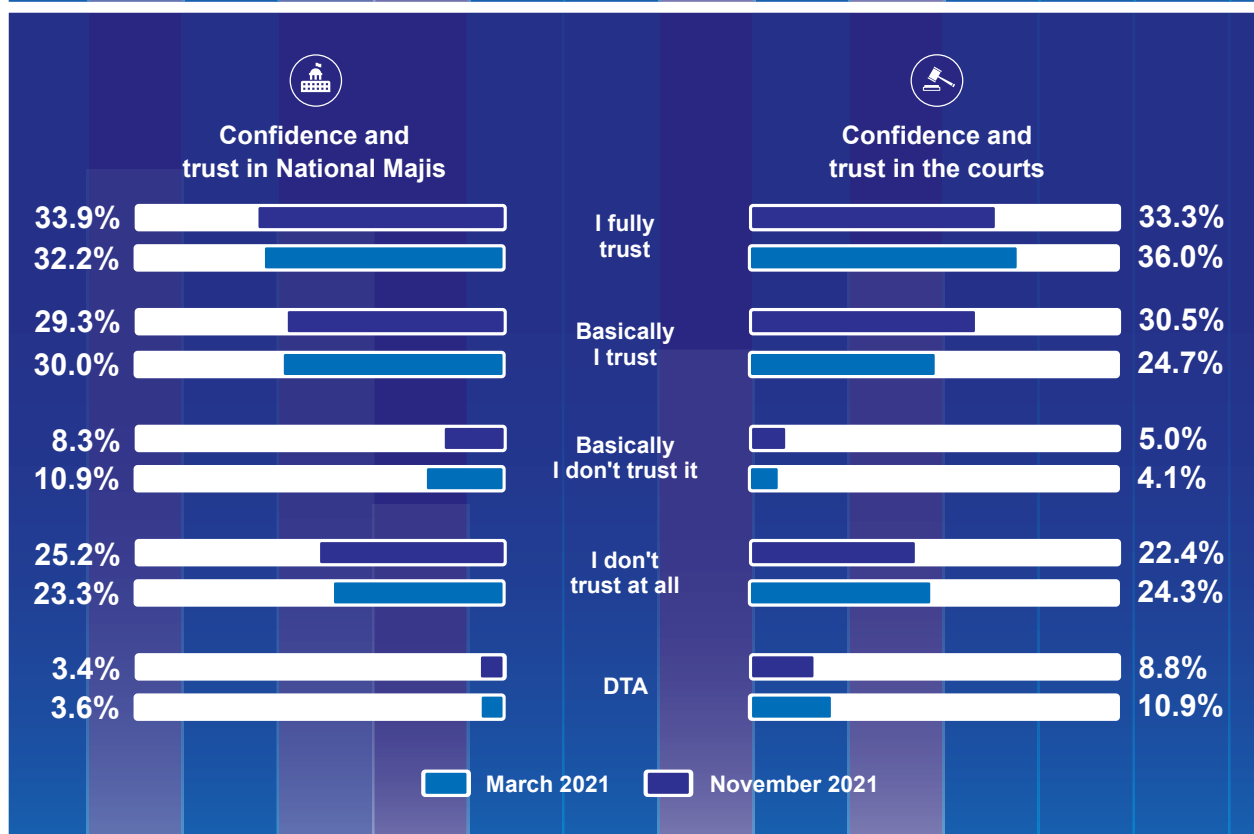 Confidence and
trust in National Majis
Confidence and
trust in the courts
33.9%
I fully
trust
33.3%
32.2%
36.0%
29.3%
Basically
I trust
30.5%
30.0%
24.7%
8.3%
Basically
I don't trust it
5.0%
10.9%
4.1%
25.2%
I don't
trust at all
22.4%
23.3%
24.3%
3.4%
DTA
8.8%
3.6%
10.9%
March 2021
November 2021